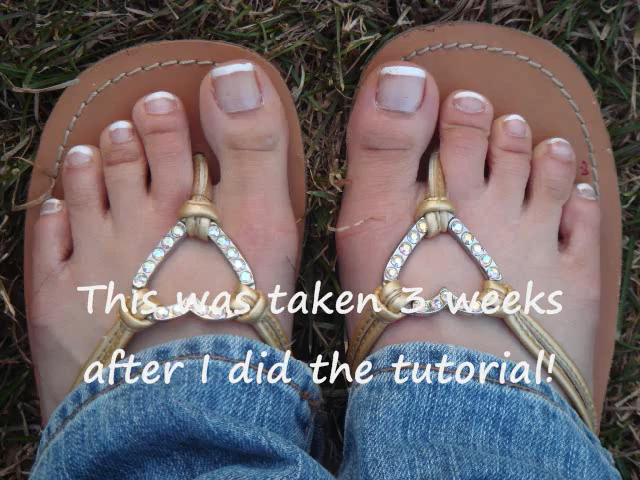 This was taken 3 weeks
after I did the tutorial!